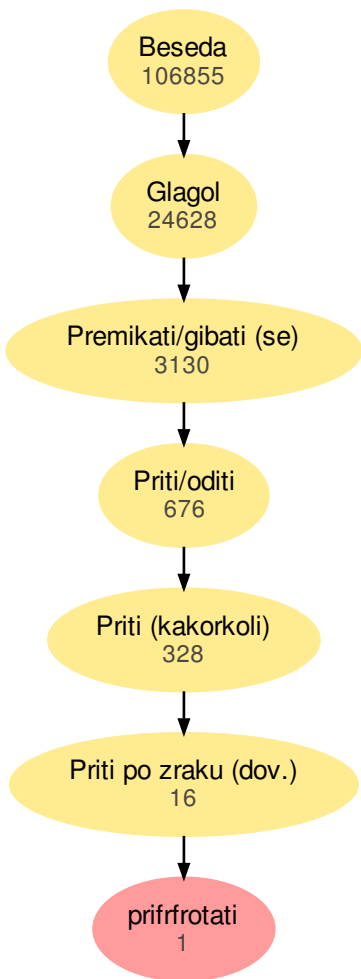 Beseda
106855
Glagol
24628
Premikati/gibati (se)
3130
Priti/oditi
676
Priti (kakorkoli)
328
Priti po zraku (dov.)
16
prifrfrotati
1